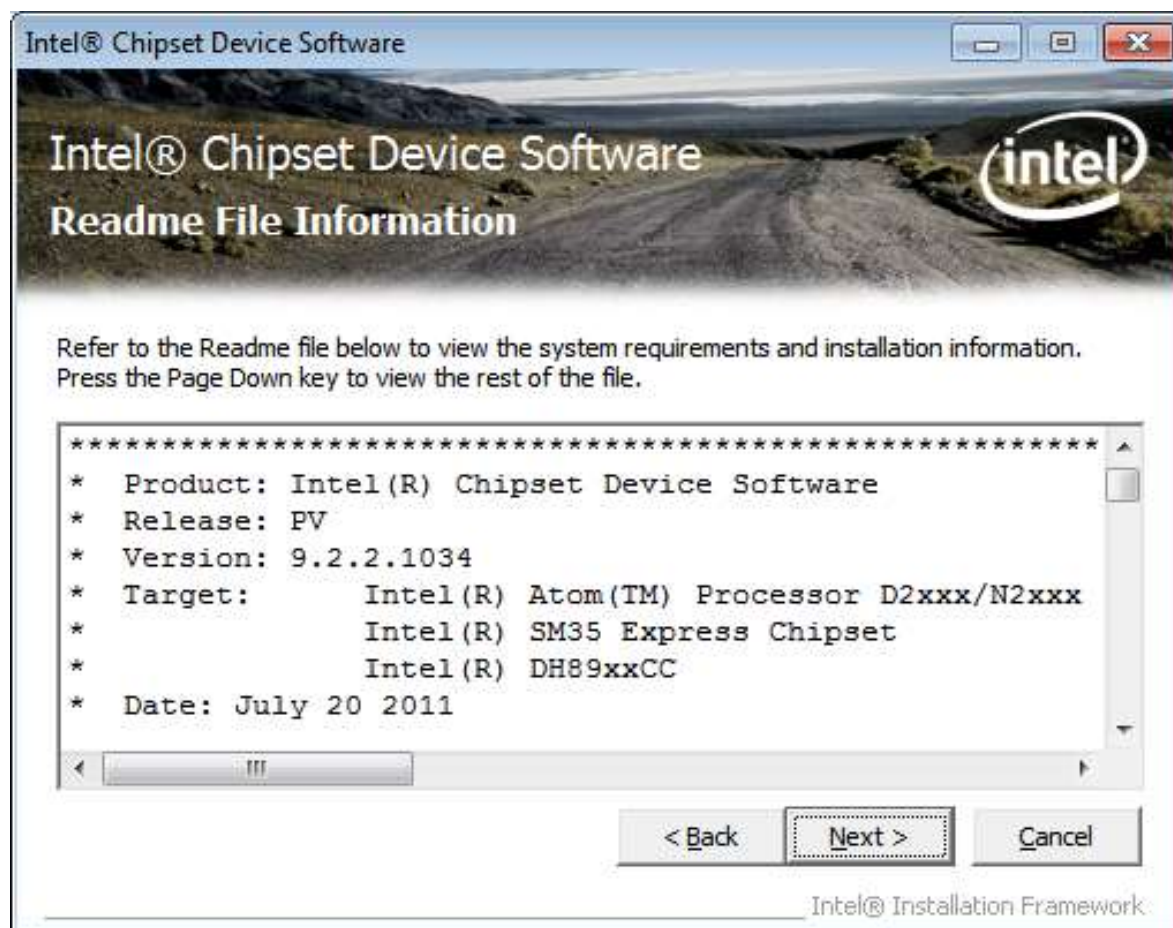 Intel® Chipset Device Software
Intel® Chipset Device Software
intel
Readme File Information
Refer to the Readme file below to view the system requirements and installation information.
Press the Page Down key to view the rest of the file.
********************************************************
* Product: Intel(R) Chipset Device Software
* Release: PV
* Version: 9.2.2.1034
* Target: Intel(R) Atom(TM) Processor D2xxx/N2xxx
* Intel(R) SM35 Express Chipset
* Intel(R) DH89xxCC
* Date: July 20 2011
< Back Next > Cancel
Intel® Installation Framework